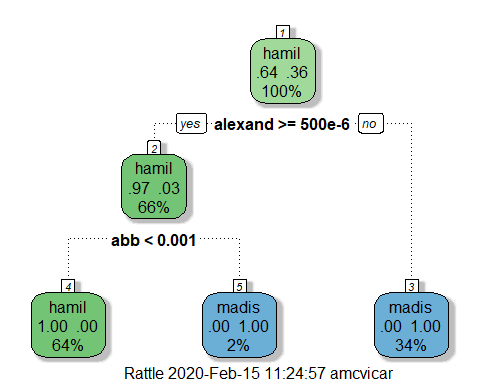 1
hamil
.64 .36
100%
yes alexand >= 500e-6 no
2
hamil
.97 .03
66%
abb < 0.001
4
hamil
1.00 .00
64%
5
madis
.00 1.00
2%
3
madis
.00 1.00
34%
Rattle 2020-Feb-15 11:24:57 amcvicar